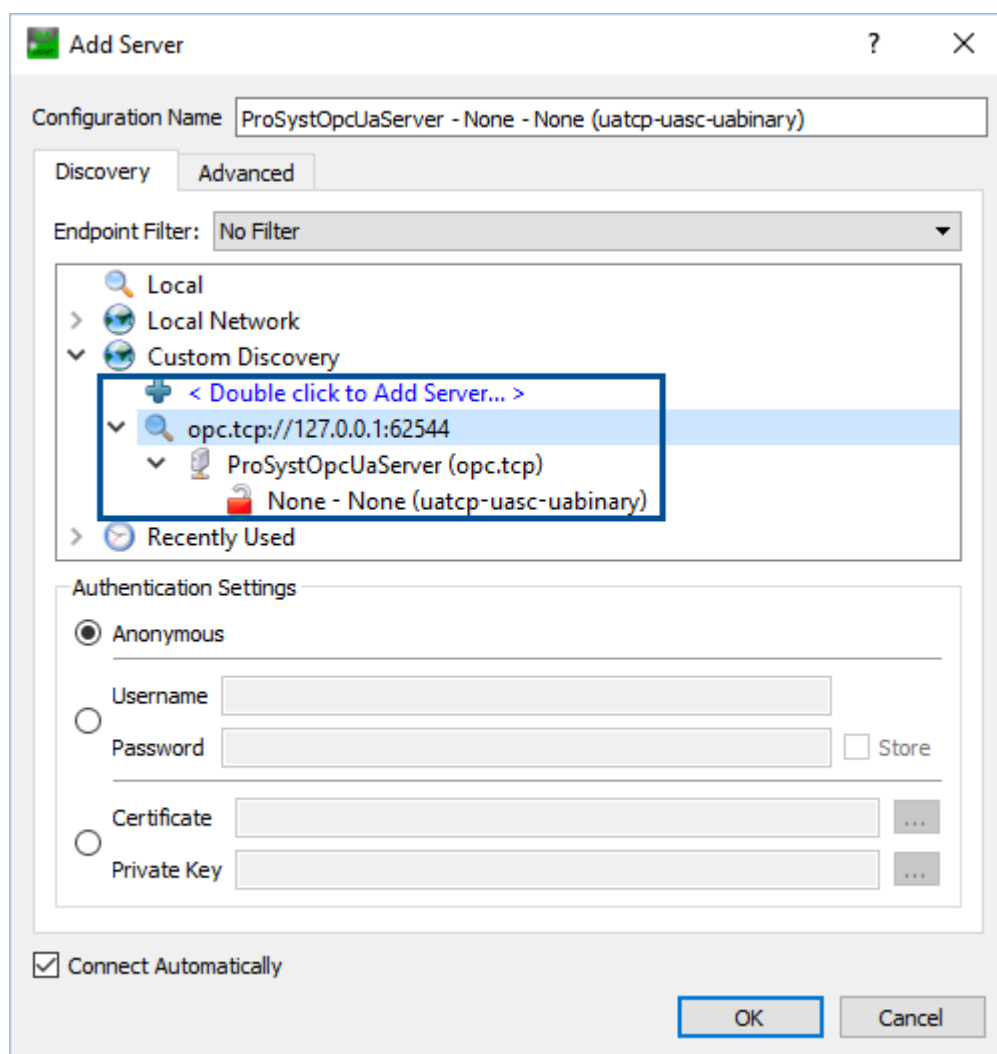 Add Server
Configuration Name ProSystOpcUaServer - None - None (uatcp-uasc-uabinary)
Discovery Advanced
Endpoint Filter: No Filter
Local
Local Network
Custom Discovery
< Double click to Add Server... >
opc.tcp://127.0.0.1:62544
ProSystOpcUaServer (opc.tcp)
None - None (uatcp-uasc-uabinary)
Recently Used
Authentication Settings
Anonymous
Username
Password Store
Certificate ...
Private Key ...
Connect Automatically
OK Cancel